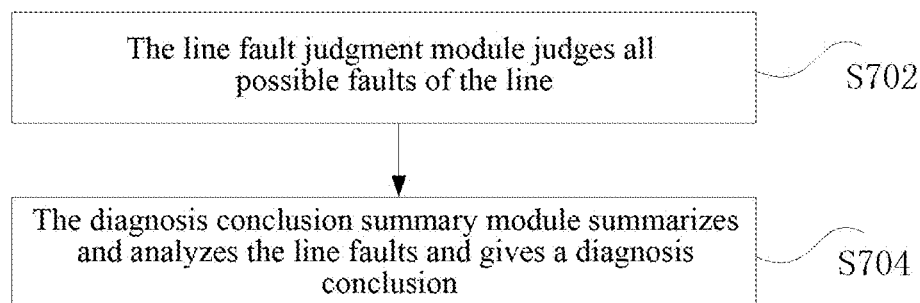 The line fault judgment module judges all
possible faults of the line
S702
The diagnosis conclusion summary module summarizes
and analyzes the line faults and gives a diagnosis
conclusion
S704